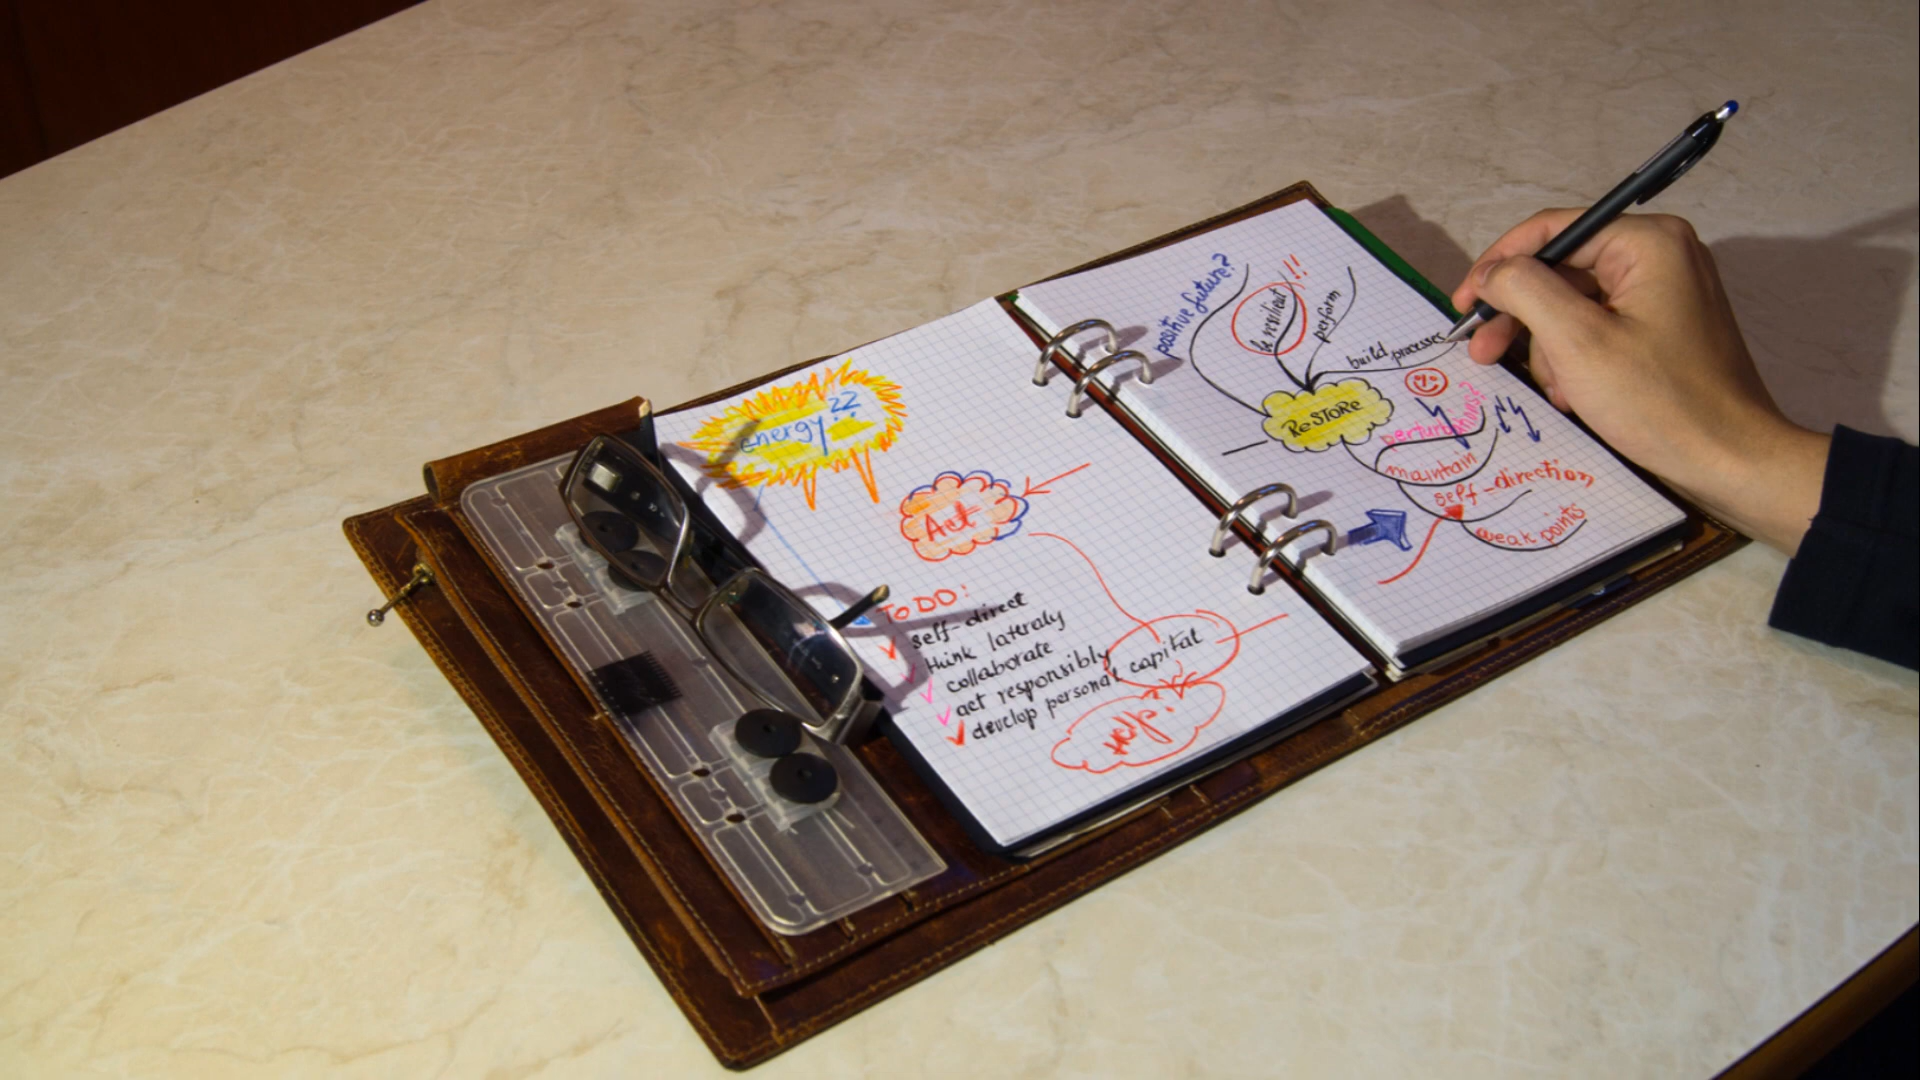 energy??
Act
To DO:
self-direct
think lateraly
collaborate
act responsibly
develop personal capital
Help!
positive future?
be resilient !!
perform
build processes
ReSTORe
perturbations?
maintain
self-direction
weak points